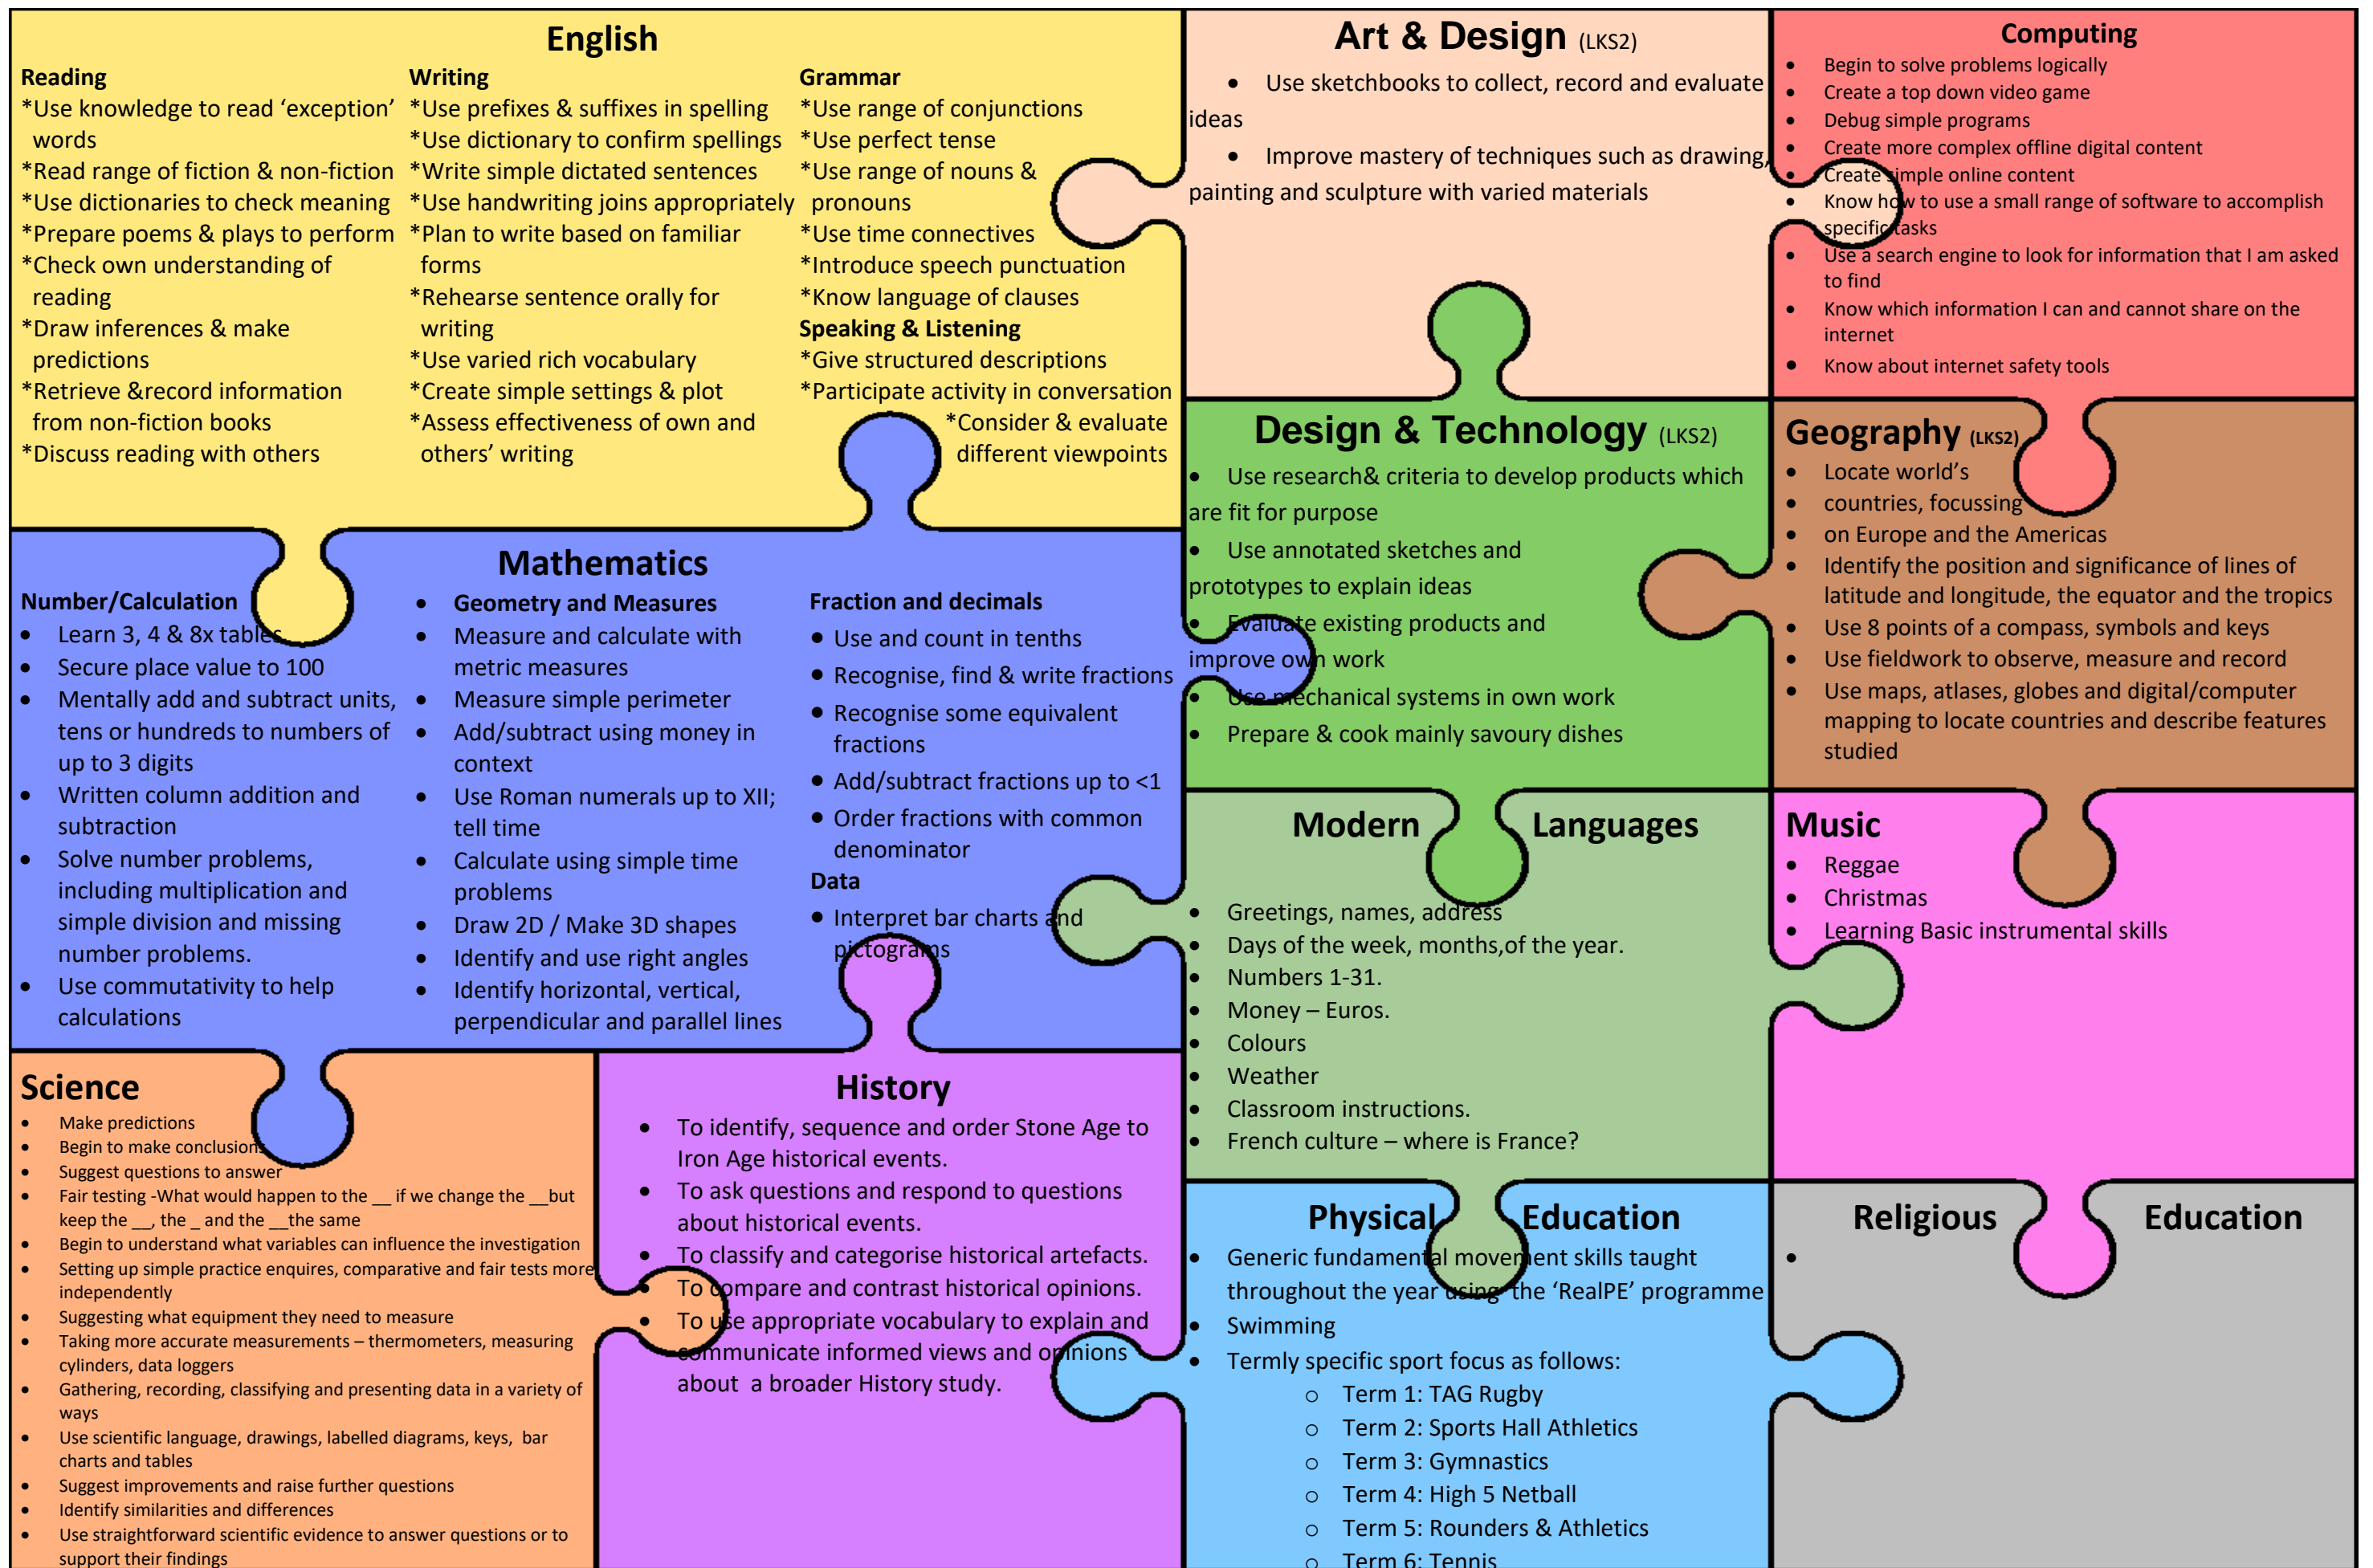 English
Reading
*Use knowledge to read ‘exception’
words
*Read range of fiction & non-fiction
*Use dictionaries to check meaning
*Prepare poems & plays to perform
*Check own understanding of
reading
*Draw inferences & make
predictions
*Retrieve &record information
from non-fiction books
*Discuss reading with others
Writing
*Use prefixes & suffixes in spelling
*Use dictionary to confirm spellings
*Write simple dictated sentences
*Use handwriting joins appropriately
*Plan to write based on familiar
forms
*Rehearse sentence orally for
writing
*Use varied rich vocabulary
*Create simple settings & plot
*Assess effectiveness of own and
others’ writing
Grammar
*Use range of conjunctions
*Use perfect tense
*Use range of nouns &
pronouns
*Use time connectives
*Introduce speech punctuation
*Know language of clauses
Speaking & Listening
*Give structured descriptions
*Participate activity in conversation
*Consider & evaluate
different viewpoints
Art & Design (LKS2)
• Use sketchbooks to collect, record and evaluate
ideas
• Improve mastery of techniques such as drawing,
painting and sculpture with varied materials
Computing
• Begin to solve problems logically
• Create a top down video game
• Debug simple programs
• Create more complex offline digital content
• Create simple online content
• Know how to use a small range of software to accomplish
specific tasks
• Use a search engine to look for information that I am asked
to find
• Know which information I can and cannot share on the
internet
• Know about internet safety tools
Design & Technology (LKS2)
• Use research& criteria to develop products which
are fit for purpose
• Use annotated sketches and
prototypes to explain ideas
• Evaluate existing products and
improve own work
• Use mechanical systems in own work
• Prepare & cook mainly savoury dishes
Geography (LKS2)
• Locate world’s
• countries, focussing
• on Europe and the Americas
• Identify the position and significance of lines of
latitude and longitude, the equator and the tropics
• Use 8 points of a compass, symbols and keys
• Use fieldwork to observe, measure and record
• Use maps, atlases, globes and digital/computer
mapping to locate countries and describe features
studied
Mathematics
Number/Calculation
• Learn 3, 4 & 8x tables
• Secure place value to 100
• Mentally add and subtract units,
tens or hundreds to numbers of
up to 3 digits
• Written column addition and
subtraction
• Solve number problems,
including multiplication and
simple division and missing
number problems.
• Use commutativity to help
calculations
• Geometry and Measures
• Measure and calculate with
metric measures
• Measure simple perimeter
• Add/subtract using money in
context
• Use Roman numerals up to XII;
tell time
• Calculate using simple time
problems
• Draw 2D / Make 3D shapes
• Identify and use right angles
• Identify horizontal, vertical,
perpendicular and parallel lines
Fraction and decimals
• Use and count in tenths
• Recognise, find & write fractions
• Recognise some equivalent
fractions
• Add/subtract fractions up to <1
• Order fractions with common
denominator
Data
• Interpret bar charts and
pictograms
Modern Languages
• Greetings, names, address
• Days of the week, months,of the year.
• Numbers 1-31.
• Money – Euros.
• Colours
• Weather
• Classroom instructions.
• French culture – where is France?
Music
• Reggae
• Christmas
• Learning Basic instrumental skills
Science
• Make predictions
• Begin to make conclusions
• Suggest questions to answer
• Fair testing -What would happen to the __ if we change the __but
keep the __, the _ and the __the same
• Begin to understand what variables can influence the investigation
• Setting up simple practice enquires, comparative and fair tests more
independently
• Suggesting what equipment they need to measure
• Taking more accurate measurements – thermometers, measuring
cylinders, data loggers
• Gathering, recording, classifying and presenting data in a variety of
ways
• Use scientific language, drawings, labelled diagrams, keys, bar
charts and tables
• Suggest improvements and raise further questions
• Identify similarities and differences
• Use straightforward scientific evidence to answer questions or to
support their findings
History
• To identify, sequence and order Stone Age to
Iron Age historical events.
• To ask questions and respond to questions
about historical events.
• To classify and categorise historical artefacts.
• To compare and contrast historical opinions.
• To use appropriate vocabulary to explain and
communicate informed views and opinions
about a broader History study.
Physical Education
• Generic fundamental movement skills taught
throughout the year using the ‘RealPE’ programme
• Swimming
• Termly specific sport focus as follows:
o Term 1: TAG Rugby
o Term 2: Sports Hall Athletics
o Term 3: Gymnastics
o Term 4: High 5 Netball
o Term 5: Rounders & Athletics
o Term 6: Tennis
Religious Education
•